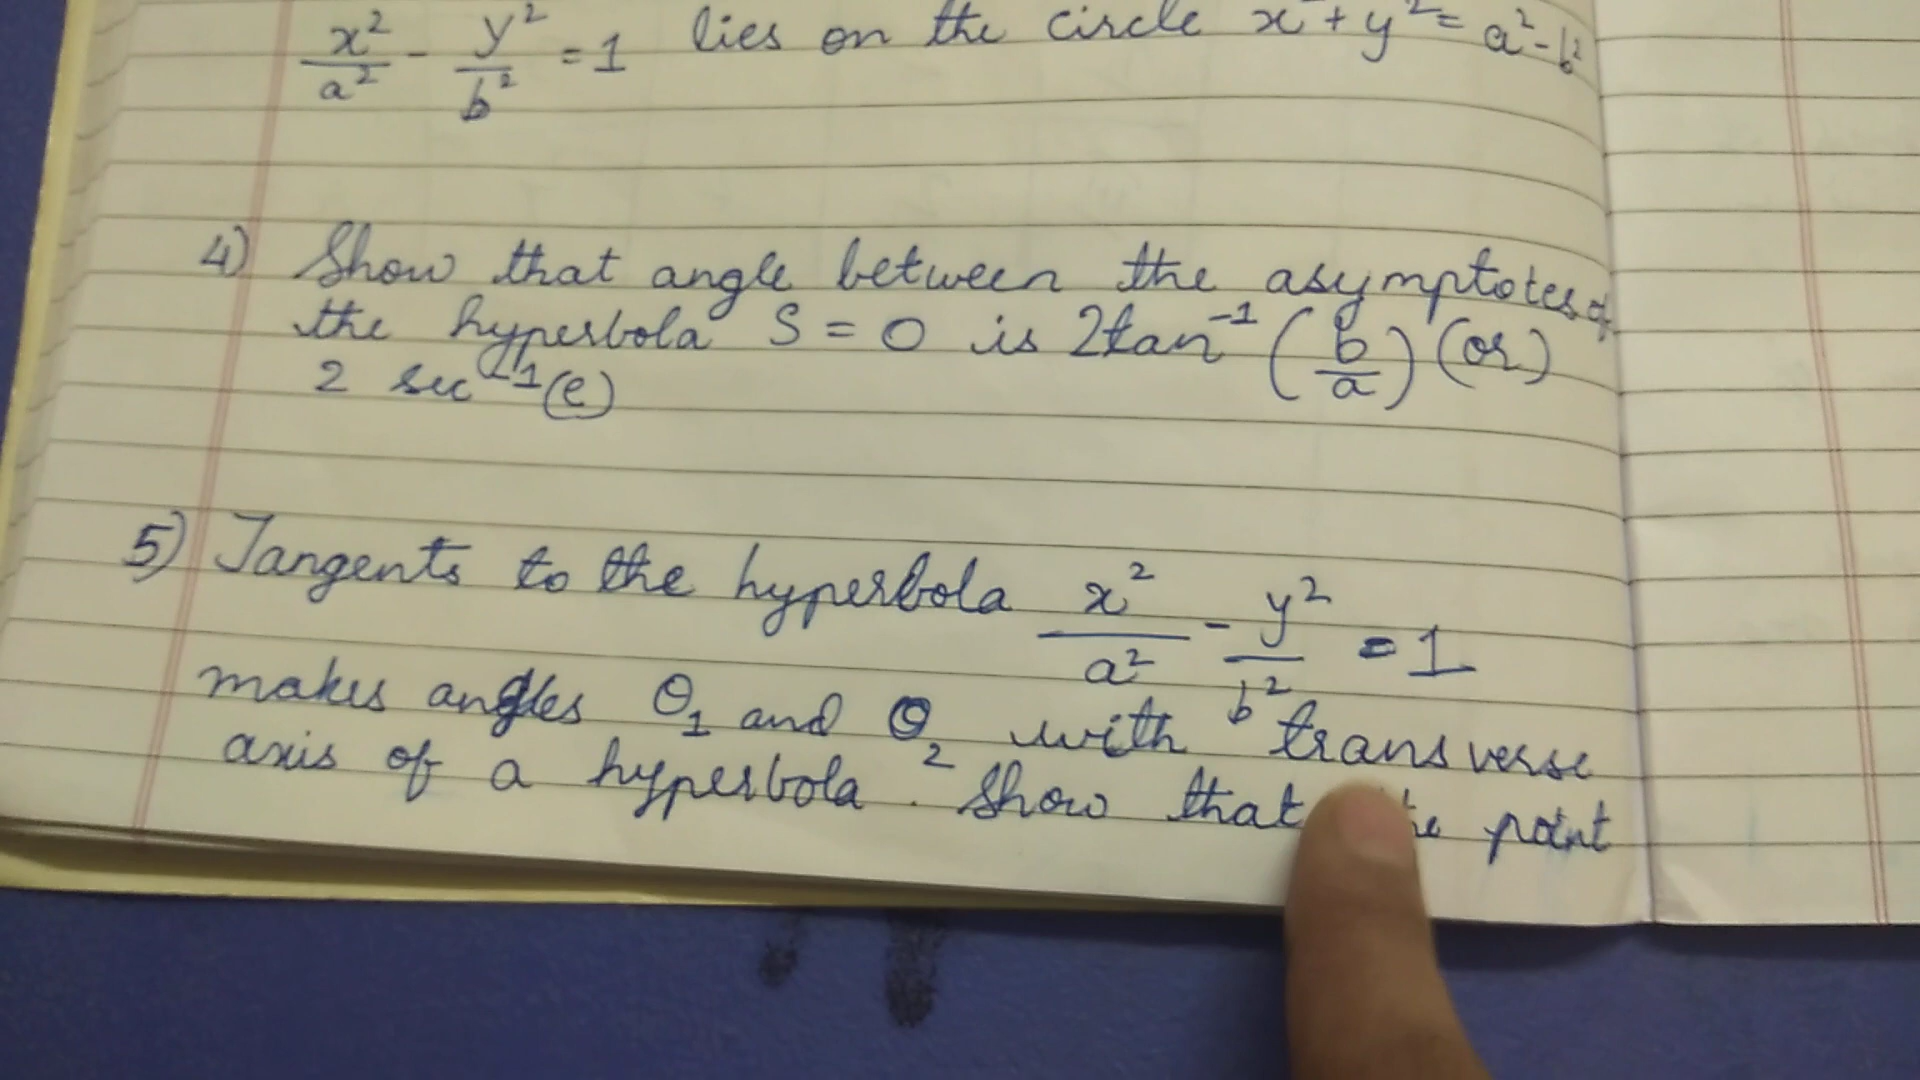 x²/a² - y²/b² = 1 lies on the circle x² + y² = a² - b²
4) Show that angle between the asymptotes of
the hyperbola S = 0 is 2tan⁻¹(b/a) (or)
2 sec⁻¹(e)
5) Tangents to the hyperbola x²/a² - y²/b² = 1
makes angles θ₁ and θ₂ with transverse
axis of a hyperbola. Show that the point